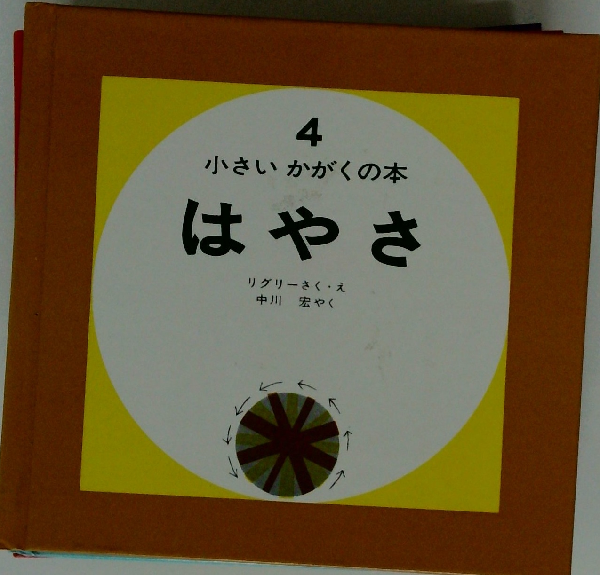 4
小さい かがくの本
はやさ
リグリーさく・え
中川 宏やく